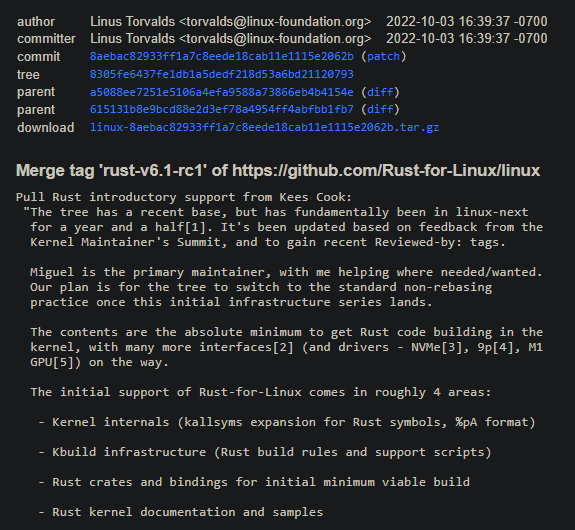 author Linus Torvalds <torvalds@linux-foundation.org> 2022-10-03 16:39:37 -0700
committer Linus Torvalds <torvalds@linux-foundation.org> 2022-10-03 16:39:37 -0700
commit 8aebac82933ff1a7c8eede18cab11e1115e2062b (patch)
tree 8305fe6437fe1db1a5dedf218d53a6bd21120793
parent a5088ee7251e5106a4efa9588a73866eb4b4154e (diff)
parent 615131b8e9bcd88e2d3ef78a4954ff4abfbb1fb7 (diff)
download linux-8aebac82933ff1a7c8eede18cab11e1115e2062b.tar.gz
Merge tag 'rust-v6.1-rc1' of https://github.com/Rust-for-Linux/linux
Pull Rust introductory support from Kees Cook:
"The tree has a recent base, but has fundamentally been in linux-next
for a year and a half[1]. It's been updated based on feedback from the
Kernel Maintainer's Summit, and to gain recent Reviewed-by: tags.
Miguel is the primary maintainer, with me helping where needed/wanted.
Our plan is for the tree to switch to the standard non-rebasing
practice once this initial infrastructure series lands.
The contents are the absolute minimum to get Rust code building in the
kernel, with many more interfaces[2] (and drivers - NVMe[3], 9p[4], M1
GPU[5]) on the way.
The initial support of Rust-for-Linux comes in roughly 4 areas:
- Kernel internals (kallsyms expansion for Rust symbols, %pA format)
- Kbuild infrastructure (Rust build rules and support scripts)
- Rust crates and bindings for initial minimum viable build
- Rust kernel documentation and samples